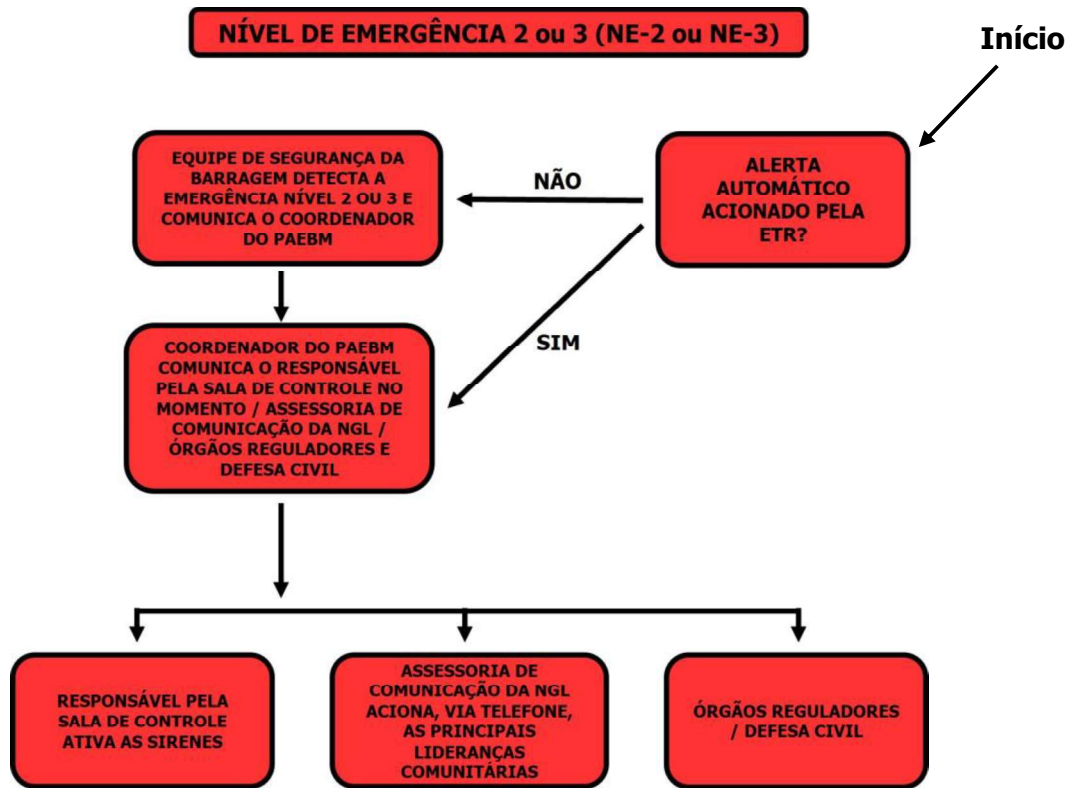 NÍVEL DE EMERGÊNCIA 2 ou 3 (NE-2 ou NE-3)
Início
ALERTA
AUTOMÁTICO
ACIONADO PELA
ETR?
NÃO
EQUIPE DE SEGURANÇA DA
BARRAGEM DETECTA A
EMERGÊNCIA NÍVEL 2 OU 3 E
COMUNICA O COORDENADOR
DO PAEBM
SIM
COORDENADOR DO PAEBM
COMUNICA O RESPONSÁVEL
PELA SALA DE CONTROLE NO
MOMENTO / ASSESSORIA DE
COMUNICAÇÃO DA NGL /
ÓRGÃOS REGULADORES E
DEFESA CIVIL
RESPONSÁVEL PELA
SALA DE CONTROLE
ATIVA AS SIRENES
ASSESSORIA DE
COMUNICAÇÃO DA NGL
ACIONA, VIA TELEFONE,
AS PRINCIPAIS
LIDERANÇAS
COMUNITÁRIAS
ÓRGÃOS REGULADORES
/ DEFESA CIVIL